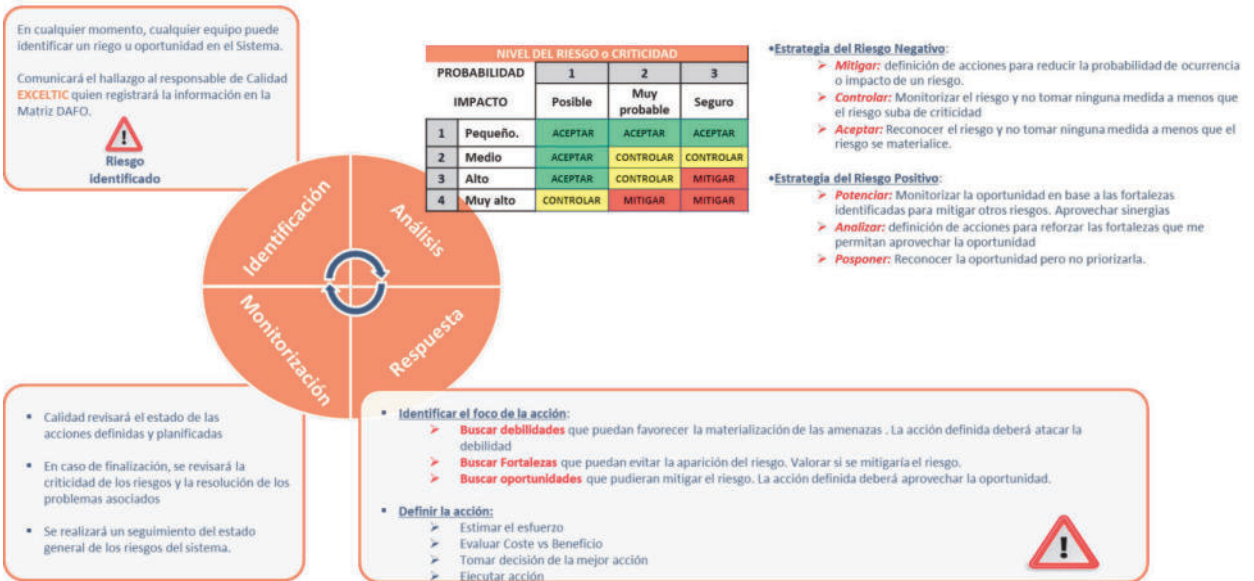 En cualquier momento, cualquier equipo puede
identificar un riego u oportunidad en el Sistema.
Comunicará el hallazgo al responsable de Calidad
EXCELTIC quien registrará la información en la
Matriz DAFO.
Riesgo
identificado
NIVEL DEL RIESGO o CRITICIDAD
PROBABILIDAD 1 2 3
IMPACTO Posible Muy probable Seguro
1 Pequeño. ACEPTAR ACEPTAR ACEPTAR
2 Medio ACEPTAR CONTROLAR CONTROLAR
3 Alto ACEPTAR CONTROLAR MITIGAR
4 Muy alto CONTROLAR MITIGAR MITIGAR
•Estrategia del Riesgo Negativo:
➢ Mitigar: definición de acciones para reducir la probabilidad de ocurrencia
o impacto de un riesgo.
➢ Controlar: Monitorizar el riesgo y no tomar ninguna medida a menos que
el riesgo suba de criticidad
➢ Aceptar: Reconocer el riesgo y no tomar ninguna medida a menos que el
riesgo se materialice.
•Estrategia del Riesgo Positivo:
➢ Potenciar: Monitorizar la oportunidad en base a las fortalezas
identificadas para mitigar otros riesgos. Aprovechar sinergias
➢ Analizar: definición de acciones para reforzar las fortalezas que me
permitan aprovechar la oportunidad
➢ Posponer: Reconocer la oportunidad pero no priorizarla.
Identificación
Análisis
Monitorización
Respuesta
▪ Calidad revisará el estado de las
acciones definidas y planificadas
▪ En caso de finalización, se revisará la
criticidad de los riesgos y la resolución de los
problemas asociados
▪ Se realizará un seguimiento del estado
general de los riesgos del sistema.
▪ Identificar el foco de la acción:
➢ Buscar debilidades que puedan favorecer la materialización de las amenazas . La acción definida deberá atacar la
debilidad
➢ Buscar Fortalezas que puedan evitar la aparición del riesgo. Valorar si se mitigaría el riesgo.
➢ Buscar oportunidades que pudieran mitigar el riesgo. La acción definida deberá aprovechar la oportunidad.
▪ Definir la acción:
➢ Estimar el esfuerzo
➢ Evaluar Coste vs Beneficio
➢ Tomar decisión de la mejor acción
➢ Ejecutar acción